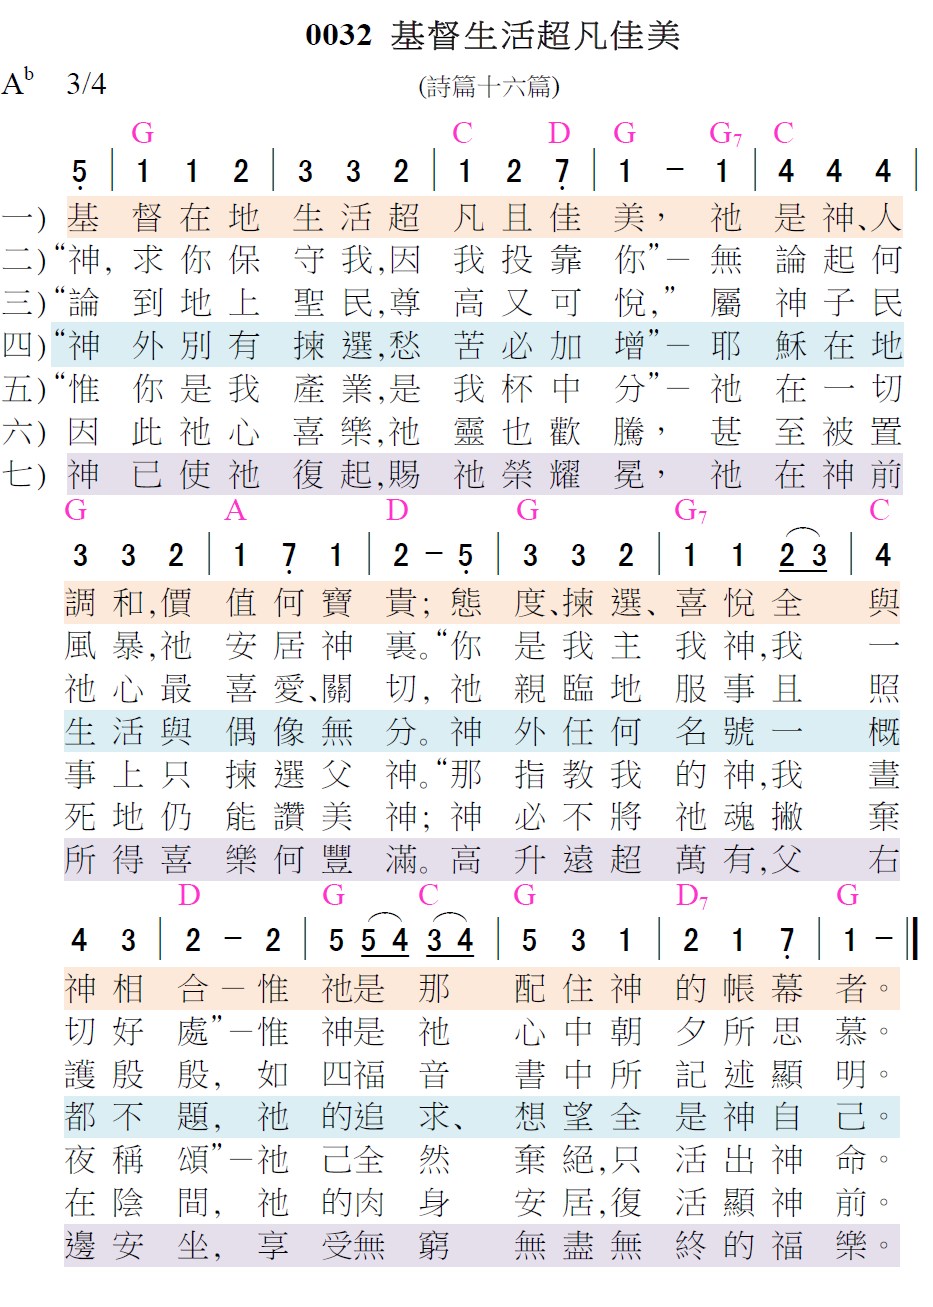 0032 基督生活超凡佳美
Ab 3/4 (詩篇十六篇)
G C D G G7 C
5̣ | 1 1 2 | 3 3 2 | 1 2 7̣ | 1 － 1 | 4 4 4 |
一) 基 督 在 地 生 活 超 凡 且 佳 美， 祂 是 神、人
二)“神, 求 你 保 守 我,因 我 投 靠 你”－ 無 論 起 何
三)“論 到 地 上 聖 民,尊 高 又 可 悅,” 屬 神 子 民
四)“神 外 別 有 揀 選,愁 苦 必 加 增”－ 耶 穌 在 地
五)“惟 你 是 我 產 業,是 我 杯 中 分”－ 祂 在 一 切
六) 因 此 祂 心 喜 樂,祂 靈 也 歡 騰， 甚 至 被 置
七) 神 已 使 祂 復 起,賜 祂 榮 耀 冕， 祂 在 神 前
G A D G G7 C
3 3 2 | 1 7̣ 1 | 2 － 5̣ | 3 3 2 | 1 1 2 3 | 4
調 和,價 值 何 寶 貴; 態 度、揀 選、喜 悅 全 與
風 暴,祂 安 居 神 裏。“你 是 我 主 我 神,我 一
祂 心 最 喜 愛、關 切, 祂 親 臨 地 服 事 且 照
生 活 與 偶 像 無 分。神 外 任 何 名 號 一 概
事 上 只 揀 選 父 神。“那 指 教 我 的 神,我 晝
死 地 仍 能 讚 美 神; 神 必 不 將 祂 魂 撇 棄
所 得 喜 樂 何 豐 滿。高 升 遠 超 萬 有,父 右
D G C G D7 G
4 3 | 2 － 2 | 5 5 4 3 4 | 5 3 1 | 2 1 7̣ | 1 － ||
神 相 合－惟 祂是 那 配 住 神 的 帳 幕 者。
切 好 處”－惟 神是 祂 心 中 朝 夕 所 思 慕。
護 殷 殷, 如 四福 音 書 中 所 記 述 顯 明。
都 不 題, 祂 的追 求、 想 望 全 是 神 自 己。
夜 稱 頌”－祂 己全 然 棄 絕,只 活 出 神 命。
在 陰 間, 祂 的肉 身 安 居,復 活 顯 神 前。
邊 安 坐, 享 受無 窮 無 盡 無 終 的 福 樂。